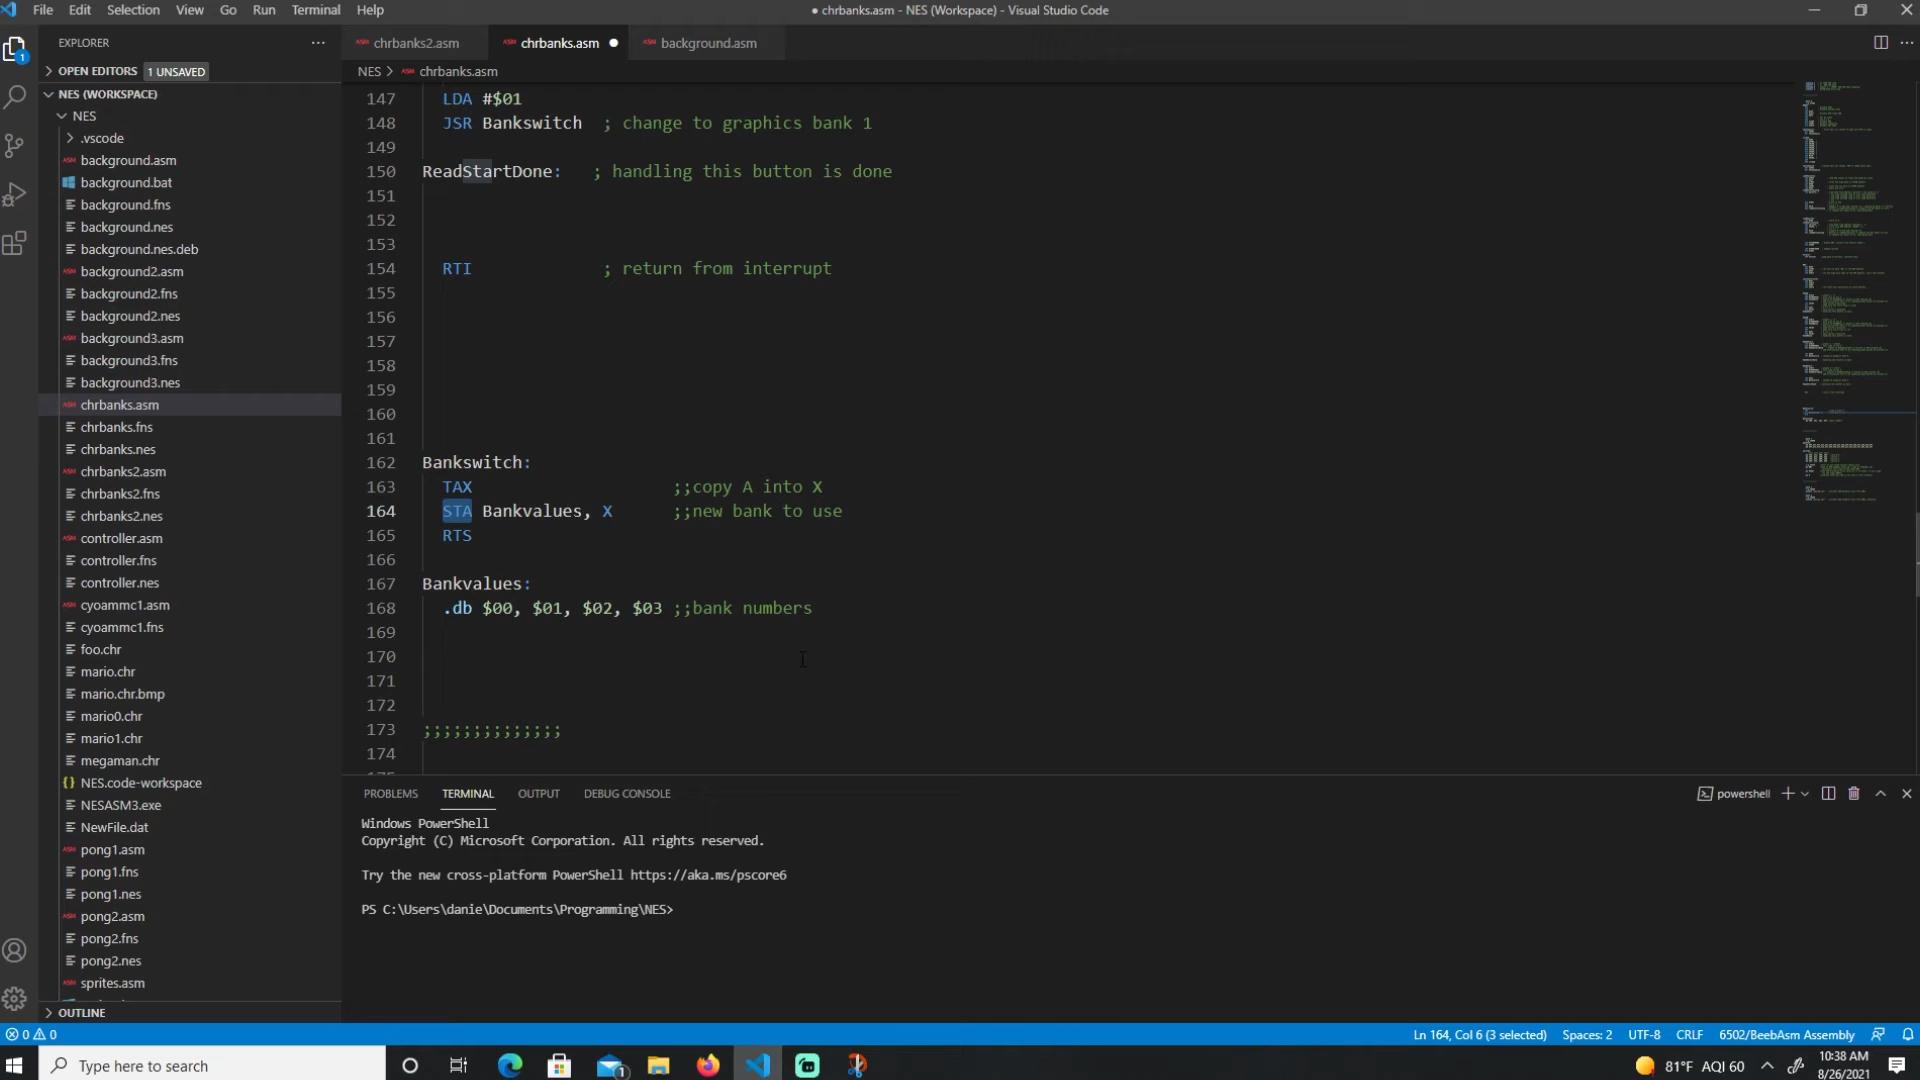 File Edit Selection View Go Run Terminal Help
● chrbanks.asm - NES (Workspace) - Visual Studio Code
EXPLORER
OPEN EDITORS 1 UNSAVED
NES (WORKSPACE)
NES
.vscode
background.asm
background.bat
background.fns
background.nes
background.nes.deb
background2.asm
background2.fns
background2.nes
background3.asm
background3.fns
background3.nes
chrbanks.asm
chrbanks.fns
chrbanks.nes
chrbanks2.asm
chrbanks2.fns
chrbanks2.nes
controller.asm
controller.fns
controller.nes
cyoammc1.asm
cyoammc1.fns
foo.chr
mario.chr
mario.chr.bmp
mario0.chr
mario1.chr
megaman.chr
NES.code-workspace
NESASM3.exe
NewFile.dat
pong1.asm
pong1.fns
pong1.nes
pong2.asm
pong2.fns
pong2.nes
sprites.asm
OUTLINE
chrbanks2.asm chrbanks.asm ● background.asm
NES > chrbanks.asm
147 LDA #$01
148 JSR Bankswitch ; change to graphics bank 1
149
150 ReadStartDone: ; handling this button is done
151
152
153
154 RTI ; return from interrupt
155
156
157
158
159
160
161
162 Bankswitch:
163 TAX ;;copy A into X
164 STA Bankvalues, X ;;new bank to use
165 RTS
166
167 Bankvalues:
168 .db $00, $01, $02, $03 ;;bank numbers
169
170
171
172
173 ;;;;;;;;;;;;;;
174
PROBLEMS TERMINAL OUTPUT DEBUG CONSOLE
powershell
Windows PowerShell
Copyright (C) Microsoft Corporation. All rights reserved.
Try the new cross-platform PowerShell https://aka.ms/pscore6
PS C:\Users\danie\Documents\Programming\NES>
0 0
Ln 164, Col 6 (3 selected) Spaces: 2 UTF-8 CRLF 6502/BeebAsm Assembly
Type here to search
81°F AQI 60
10:38 AM
8/26/2021